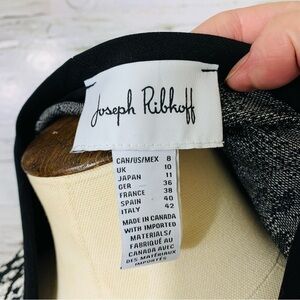 Joseph Ribkoff
CAN/US/MEX 8
UK 10
JAPAN 11
GER 36
FRANCE 38
SPAIN 40
ITALY 42
MADE IN CANADA
WITH IMPORTED
MATERIALS/
FABRIQUÉ AU
CANADA AVEC
DES MATÉRIAUX
IMPORTÉS